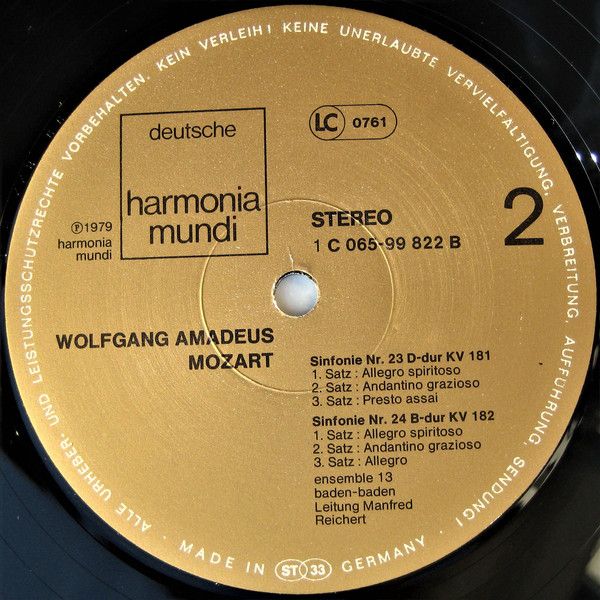 ALLE URHEBER- UND LEISTUNGSSCHUTZRECHTE VORBEHALTEN. KEIN VERLEIH! KEINE UNERLAUBTE VERVIELFÄLTIGUNG, VERBREITUNG, AUFFÜHRUNG, SENDUNG!
deutsche
harmonia
mundi
LC 0761
℗ 1979
harmonia
mundi
STEREO
1 C 065-99 822 B
2
WOLFGANG AMADEUS
MOZART
Sinfonie Nr. 23 D-dur KV 181
1. Satz : Allegro spiritoso
2. Satz : Andantino grazioso
3. Satz : Presto assai
Sinfonie Nr. 24 B-dur KV 182
1. Satz : Allegro spiritoso
2. Satz : Andantino grazioso
3. Satz : Allegro
ensemble 13
baden-baden
Leitung Manfred
Reichert
· MADE IN ST 33 GERMANY ·